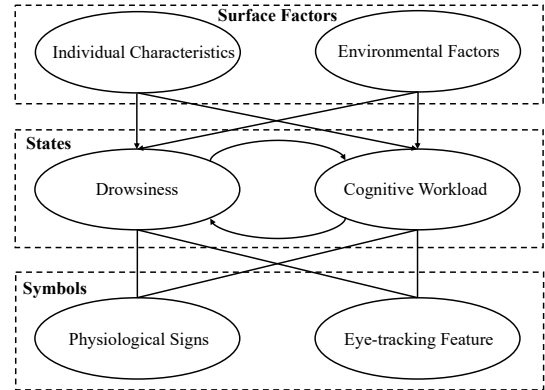 Surface Factors
Individual Characteristics
Environmental Factors
States
Drowsiness
Cognitive Workload
Symbols
Physiological Signs
Eye-tracking Feature